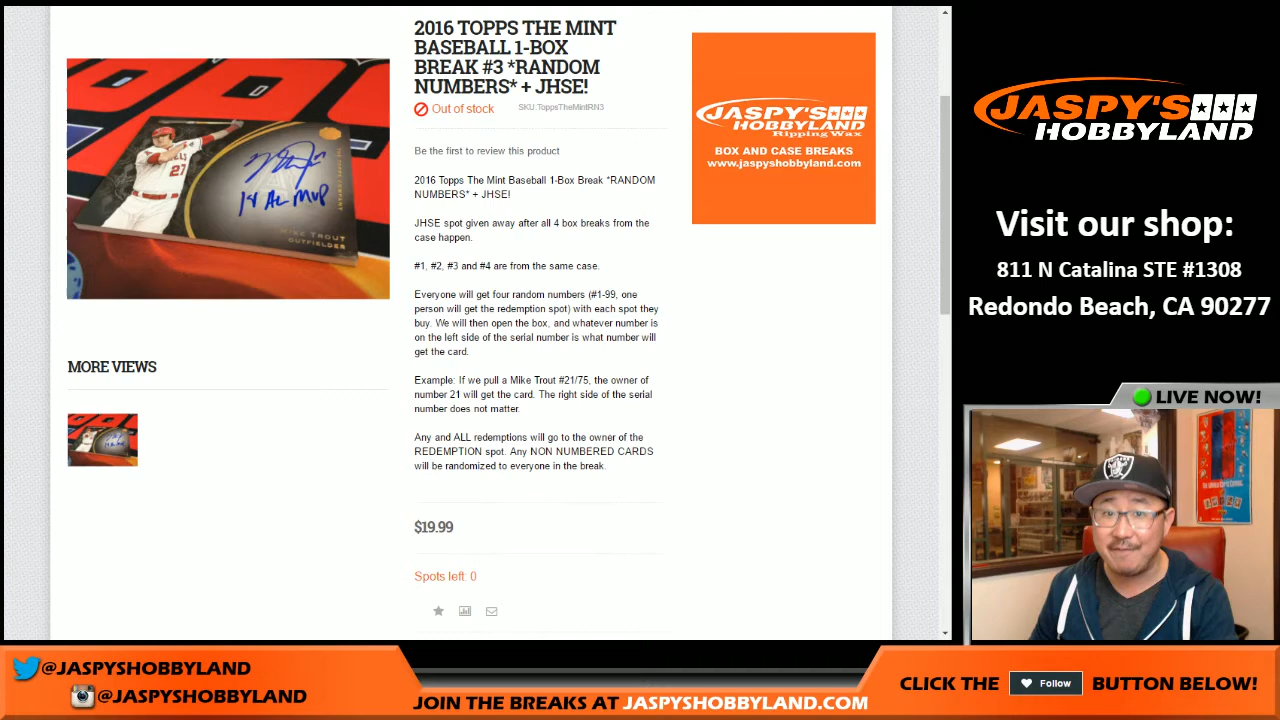 2016 TOPPS THE MINT
BASEBALL 1-BOX
BREAK #3 *RANDOM
NUMBERS* + JHSE!
Out of stock
SKU:ToppsTheMintRN3
Be the first to review this product
2016 Topps The Mint Baseball 1-Box Break *RANDOM
NUMBERS* + JHSE!
JHSE spot given away after all 4 box breaks from the
case happen.
#1, #2, #3 and #4 are from the same case.
Everyone will get four random numbers (#1-99, one
person will get the redemption spot) with each spot they
buy. We will then open the box, and whatever number is
on the left side of the serial number is what number will
get the card.
Example: If we pull a Mike Trout #21/75, the owner of
number 21 will get the card. The right side of the serial
number does not matter.
Any and ALL redemptions will go to the owner of the
REDEMPTION spot. Any NON NUMBERED CARDS
will be randomized to everyone in the break.
$19.99
Spots left: 0
27
14 AL MVP
MIKE TROUT
OUTFIELDER
MORE VIEWS
JASPY'S
HOBBYLAND
Ripping Wax
BOX AND CASE BREAKS
www.jaspyshobbyland.com
JASPY'S
HOBBYLAND
Visit our shop:
811 N Catalina STE #1308
Redondo Beach, CA 90277
LIVE NOW!
RAIDERS
@JASPYSHOBBYLAND
@JASPYSHOBBYLAND
JOIN THE BREAKS AT JASPYSHOBBYLAND.COM
CLICK THE Follow BUTTON BELOW!